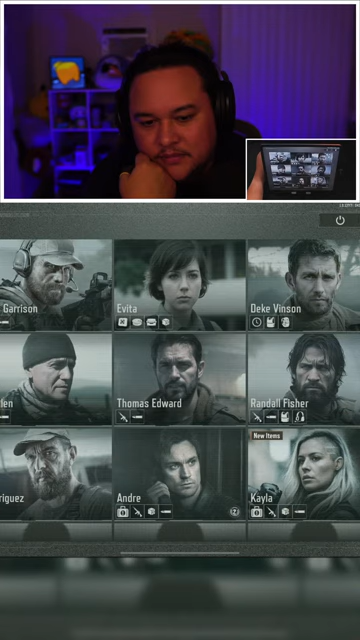 Garrison
Evita
Deke Vinson
Thomas Edward
Randall Fisher
New Items
Andre
Kayla